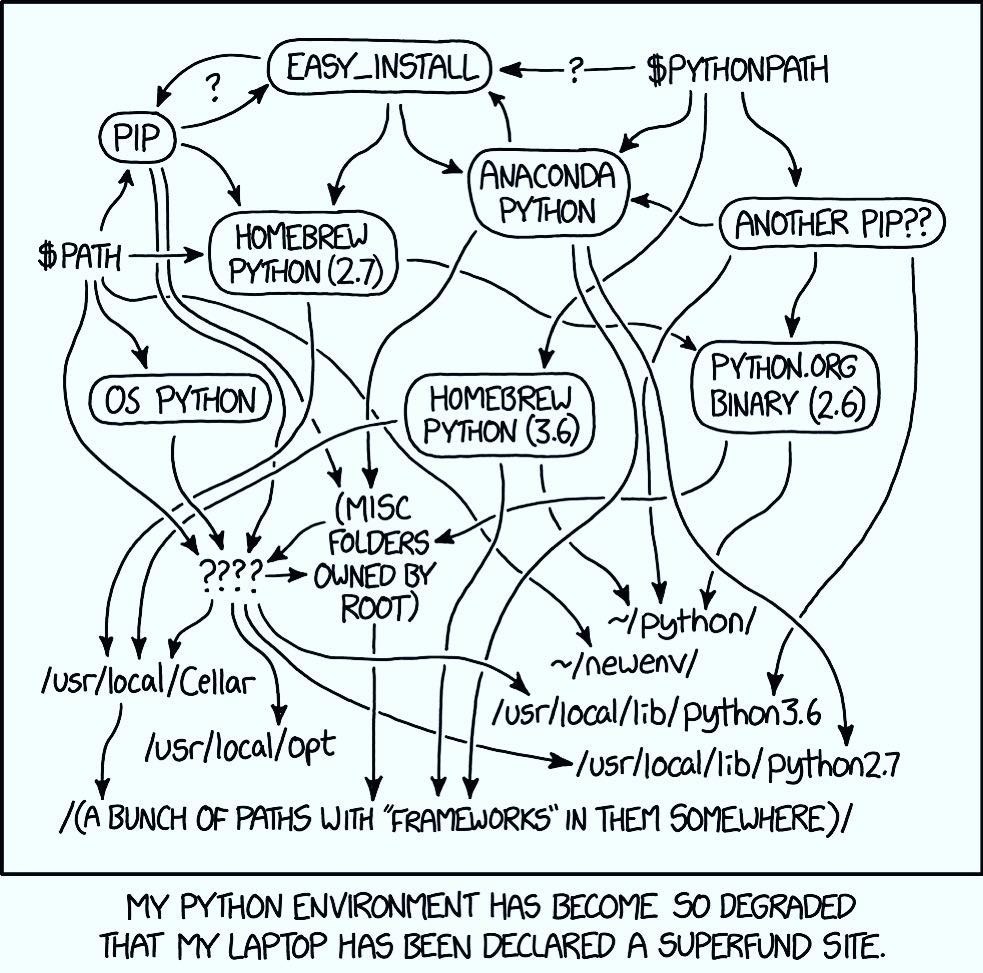 EASY_INSTALL
?
$PYTHONPATH
?
PIP
ANACONDA
PYTHON
ANOTHER PIP??
$PATH
HOMEBREW
PYTHON (2.7)
OS PYTHON
HOMEBREW
PYTHON (3.6)
PYTHON.ORG
BINARY (2.6)
(MISC
FOLDERS
OWNED BY
ROOT)
????
~/python/
~/newenv/
/usr/local/Cellar
/usr/local/lib/python3.6
/usr/local/opt
/usr/local/lib/python2.7
/(A BUNCH OF PATHS WITH "FRAMEWORKS" IN THEM SOMEWHERE)/
MY PYTHON ENVIRONMENT HAS BECOME SO DEGRADED
THAT MY LAPTOP HAS BEEN DECLARED A SUPERFUND SITE.